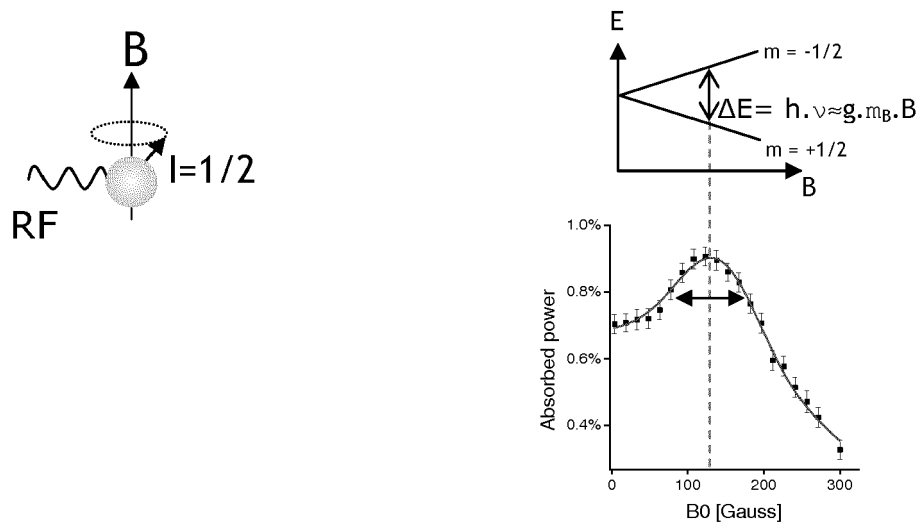 B
I=1/2
RF
E
m = -1/2
ΔE= h.ν≈g.mB.B
m = +1/2
B
1.0%
0.8%
0.6%
0.4%
Absorbed power
0 100 200 300
B0 [Gauss]